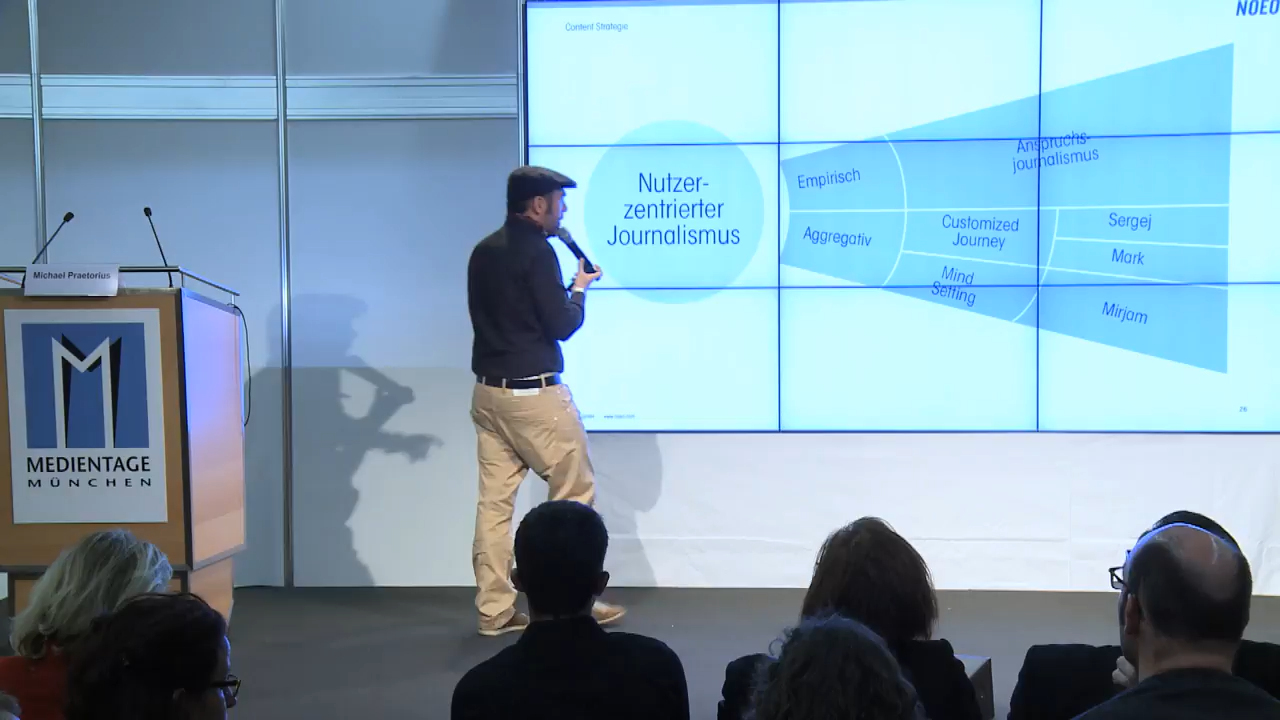 Content Strategie
NOEO
Nutzer-
zentrierter
Journalismus
Empirisch
Aggregativ
Anspruchs-
journalismus
Customized
Journey
Mind
Setting
Sergej
Mark
Mirjam
26
Michael Praetorius
MEDIENTAGE
MÜNCHEN